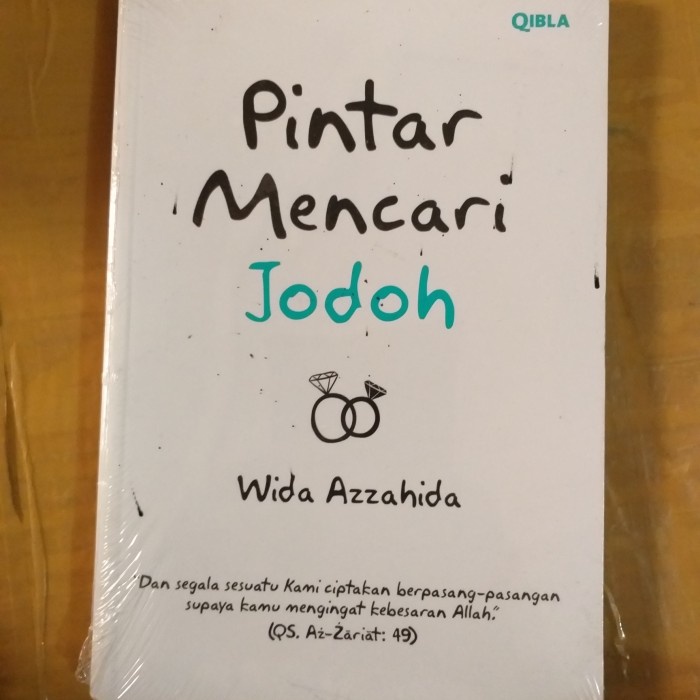 QIBLA
Pintar
Mencari
Jodoh
Wida Azzahida
"Dan segala sesuatu Kami ciptakan berpasang-pasangan
supaya kamu mengingat kebesaran Allah."
(QS. Aż-Żāriāt: 49)